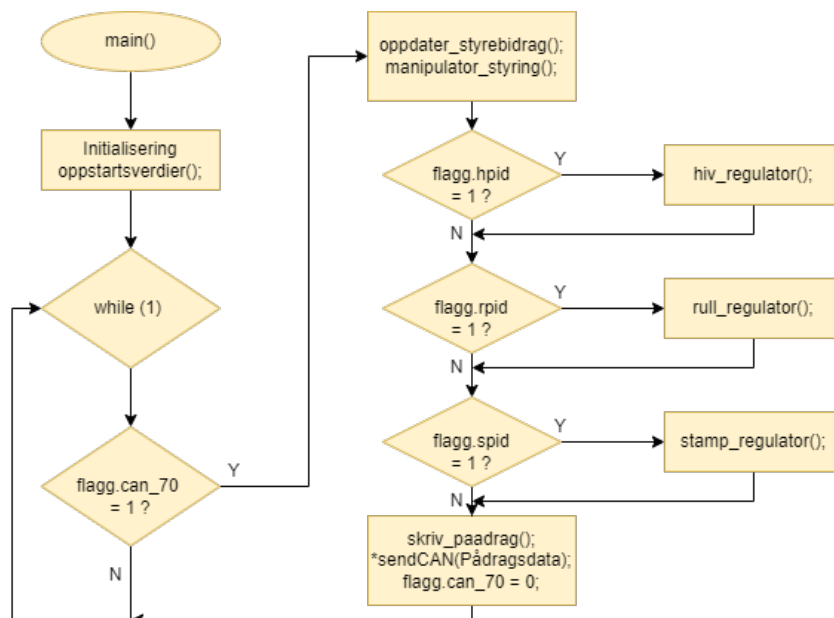 main()
Initialisering
oppstartsverdier();
while (1)
flagg.can_70
= 1 ?
Y
N
oppdater_styrebidrag();
manipulator_styring();
flagg.hpid
= 1 ?
Y
hiv_regulator();
N
flagg.rpid
= 1 ?
Y
rull_regulator();
N
flagg.spid
= 1 ?
Y
stamp_regulator();
N
skriv_paadrag();
*sendCAN(Pådragsdata);
flagg.can_70 = 0;